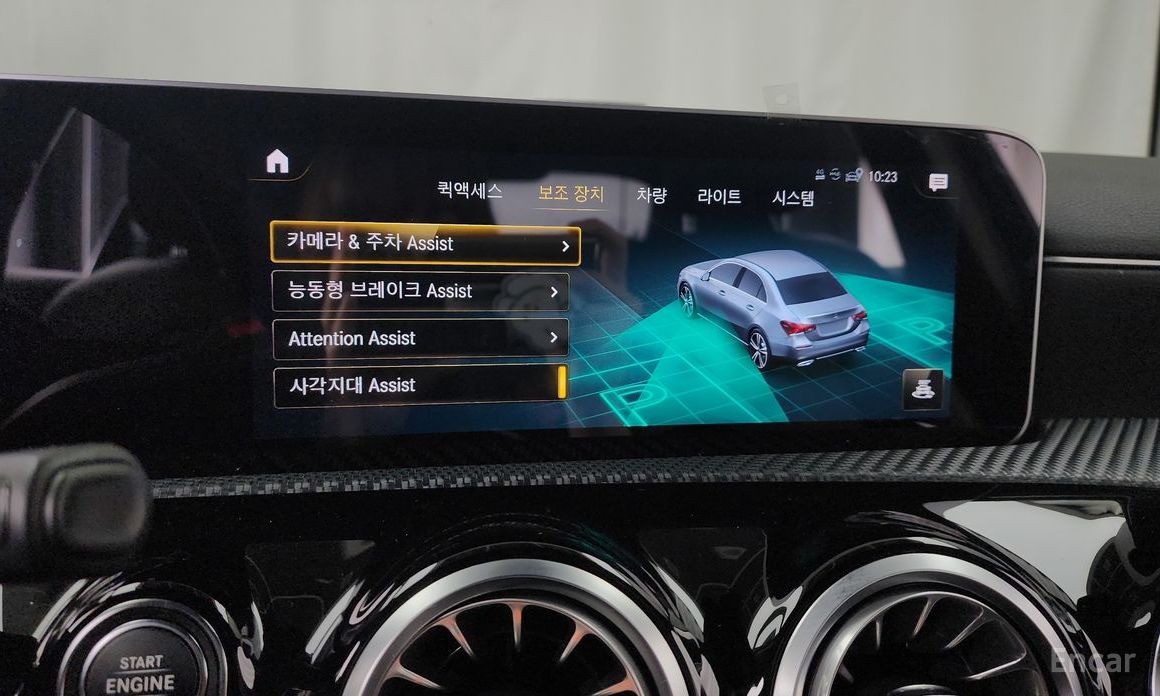 퀵액세스 보조 장치 차량 라이트 시스템 10:23
카메라 & 주차 Assist
능동형 브레이크 Assist
Attention Assist
사각지대 Assist
START
ENGINE
Encar